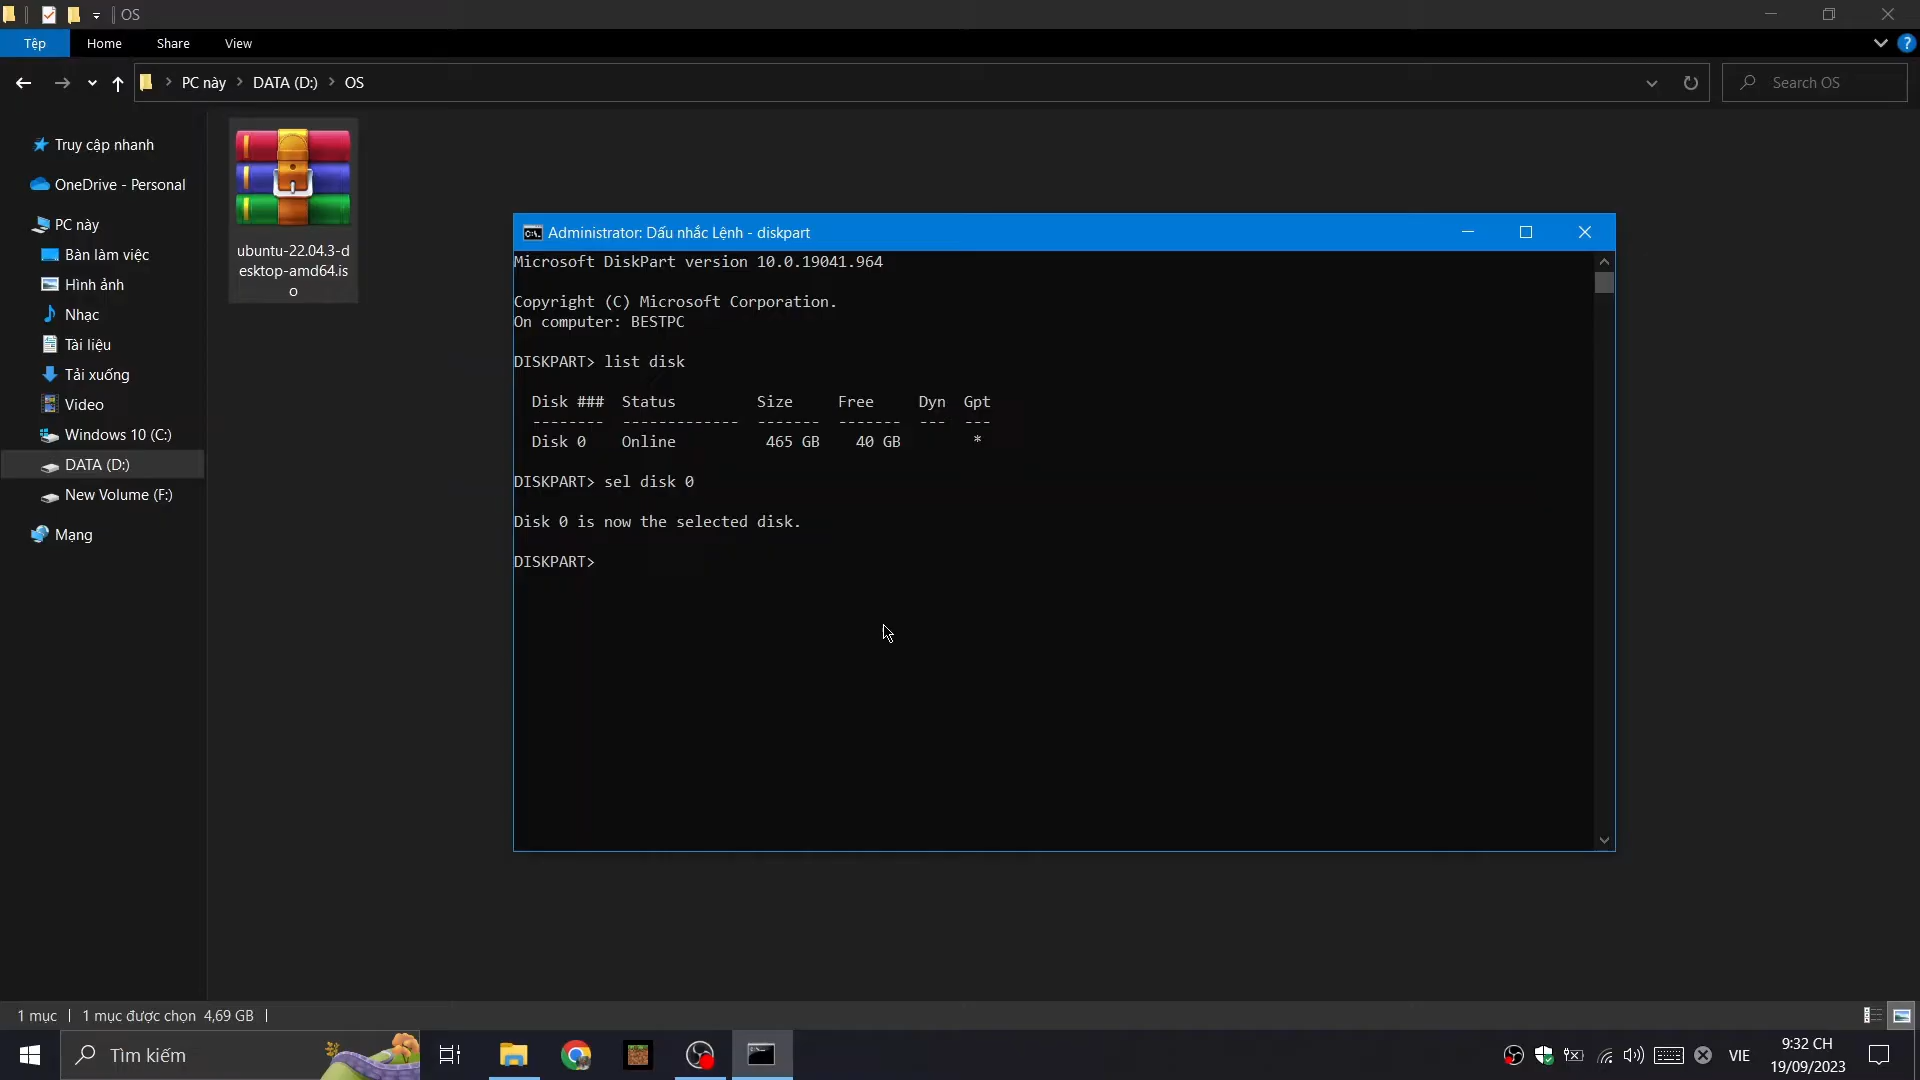 OS
Tệp Home Share View
PC này DATA (D:) OS
Search OS
Truy cập nhanh
OneDrive - Personal
PC này
Bàn làm việc
Hình ảnh
Nhạc
Tài liệu
Tải xuống
Video
Windows 10 (C:)
DATA (D:)
New Volume (F:)
Mạng
ubuntu-22.04.3-d
esktop-amd64.is
o
Administrator: Dấu nhắc Lệnh - diskpart
Microsoft DiskPart version 10.0.19041.964
Copyright (C) Microsoft Corporation.
On computer: BESTPC
DISKPART> list disk
Disk ### Status Size Free Dyn Gpt
-------- ------------- ------- ------- --- ---
Disk 0 Online 465 GB 40 GB *
DISKPART> sel disk 0
Disk 0 is now the selected disk.
DISKPART>
1 mục 1 mục được chọn 4,69 GB
Tìm kiếm
VIE
9:32 CH
19/09/2023